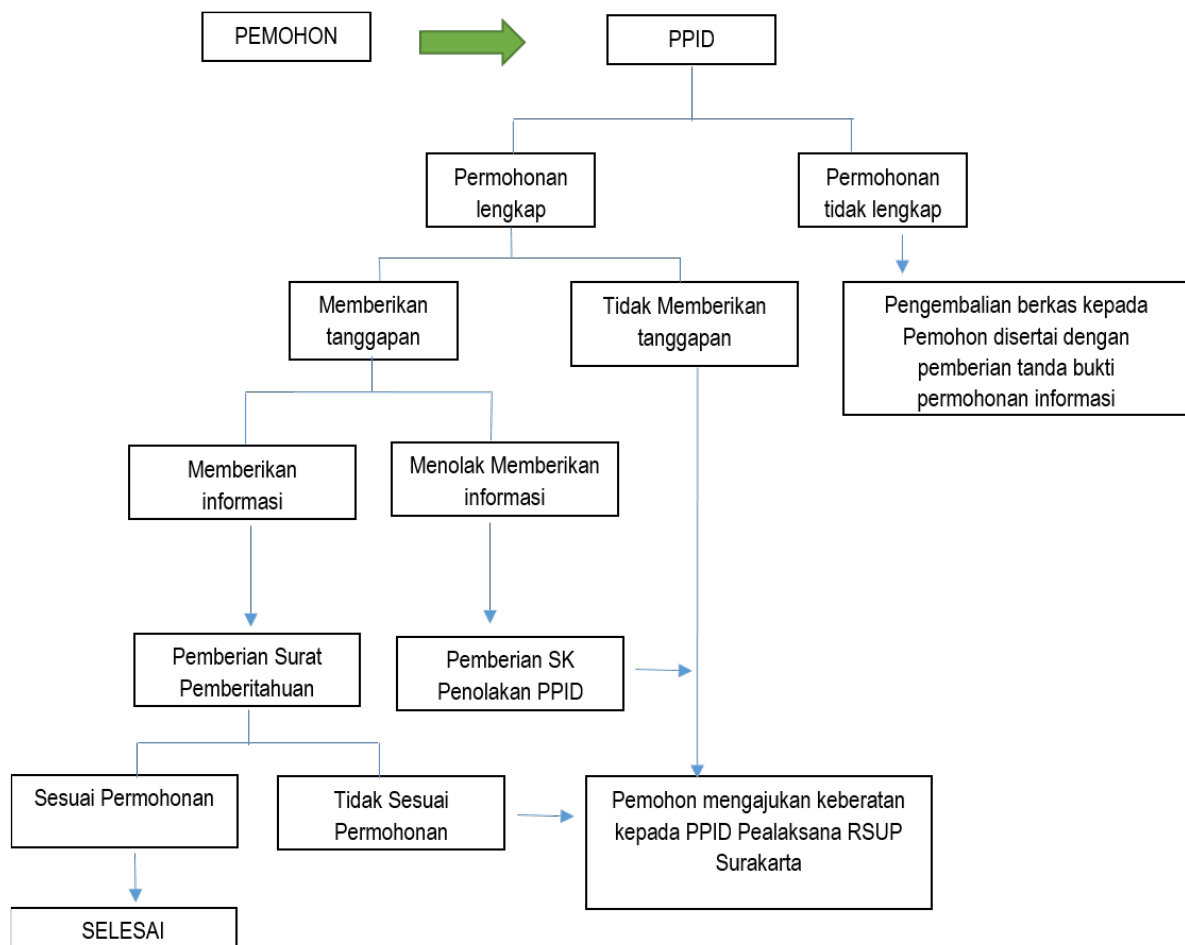 PEMOHON
PPID
Permohonan
lengkap
Permohonan
tidak lengkap
Memberikan
tanggapan
Tidak Memberikan
tanggapan
Pengembalian berkas kepada
Pemohon disertai dengan
pemberian tanda bukti
permohonan informasi
Memberikan
informasi
Menolak Memberikan
informasi
Pemberian Surat
Pemberitahuan
Pemberian SK
Penolakan PPID
Sesuai Permohonan
Tidak Sesuai
Permohonan
Pemohon mengajukan keberatan
kepada PPID Pealaksana RSUP
Surakarta
SELESAI